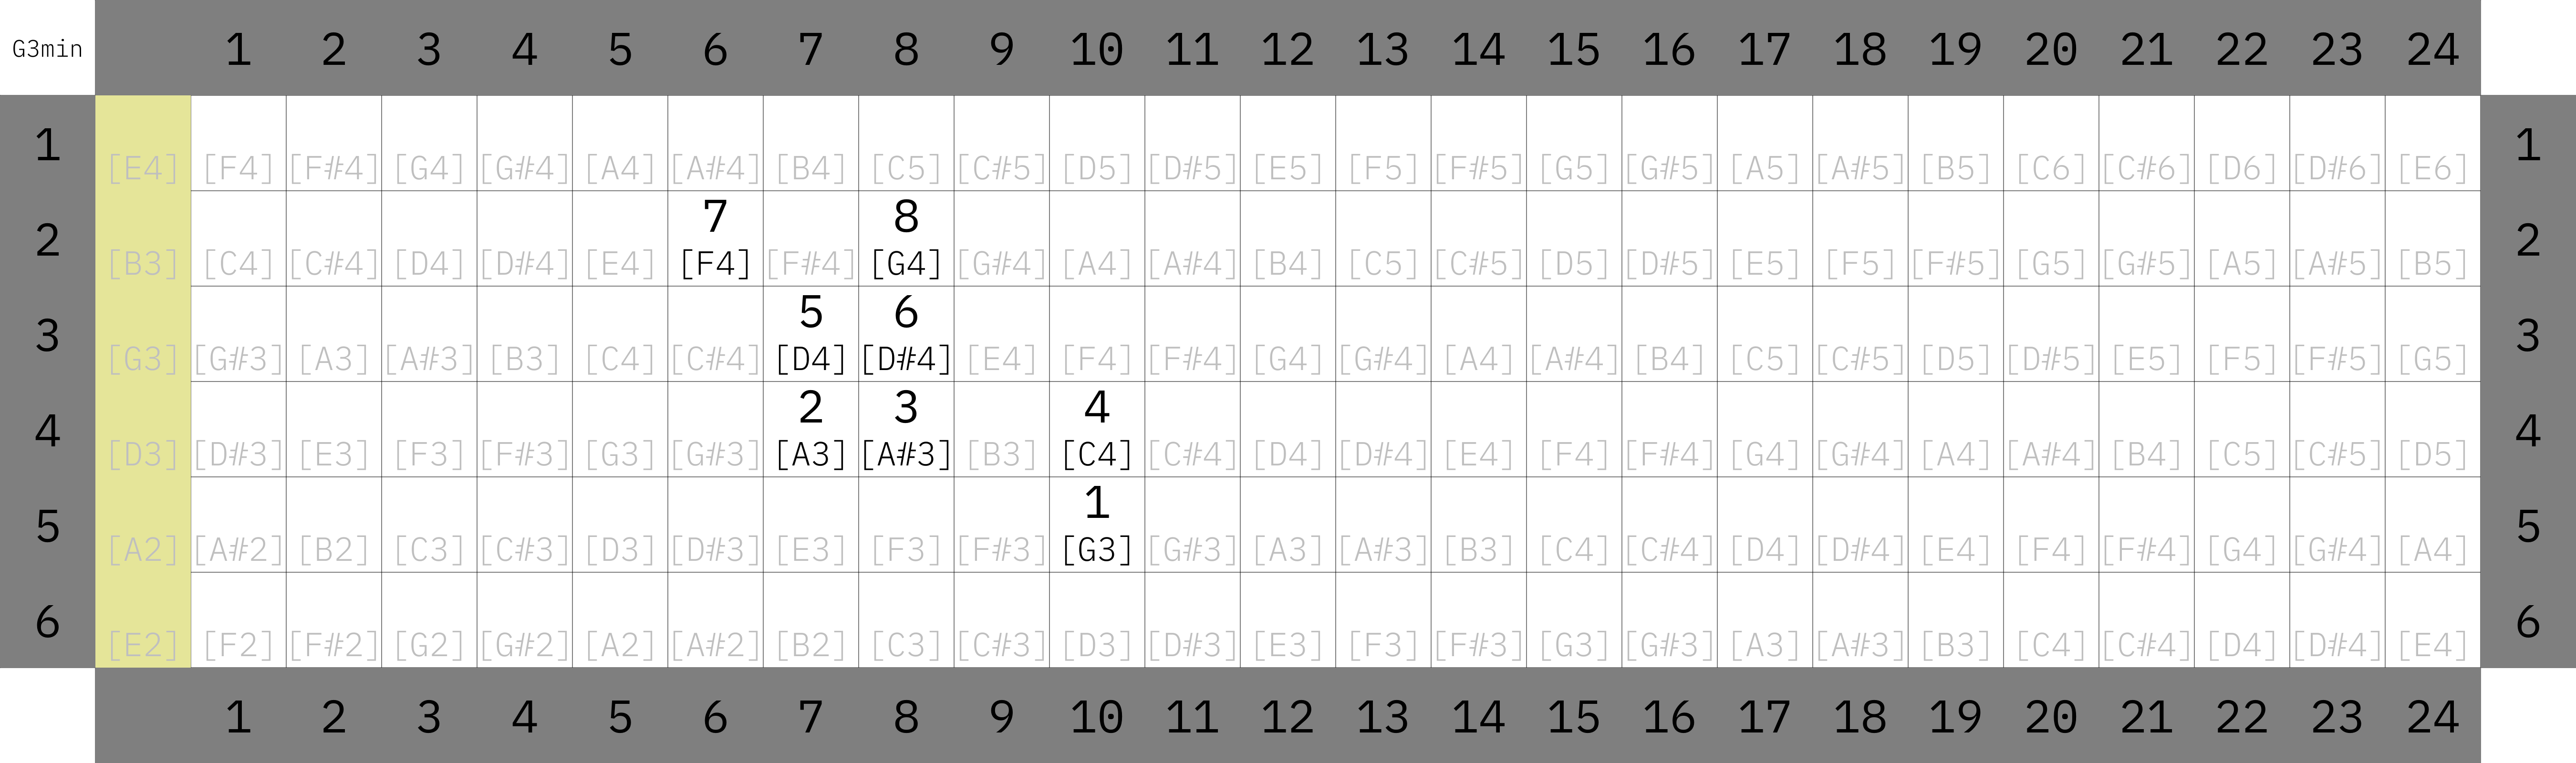 G3min 1 2 3 4 5 6 7 8 9 10 11 12 13 14 15 16 17 18 19 20 21 22 23 24
1 [E4] [F4] [F#4] [G4] [G#4] [A4] [A#4] [B4] [C5] [C#5] [D5] [D#5] [E5] [F5] [F#5] [G5] [G#5] [A5] [A#5] [B5] [C6] [C#6] [D6] [D#6] [E6] 1
7 8
2 [B3] [C4] [C#4] [D4] [D#4] [E4] [F4] [F#4] [G4] [G#4] [A4] [A#4] [B4] [C5] [C#5] [D5] [D#5] [E5] [F5] [F#5] [G5] [G#5] [A5] [A#5] [B5] 2
5 6
3 [G3] [G#3] [A3] [A#3] [B3] [C4] [C#4] [D4] [D#4] [E4] [F4] [F#4] [G4] [G#4] [A4] [A#4] [B4] [C5] [C#5] [D5] [D#5] [E5] [F5] [F#5] [G5] 3
2 3 4
4 [D3] [D#3] [E3] [F3] [F#3] [G3] [G#3] [A3] [A#3] [B3] [C4] [C#4] [D4] [D#4] [E4] [F4] [F#4] [G4] [G#4] [A4] [A#4] [B4] [C5] [C#5] [D5] 4
1
5 [A2] [A#2] [B2] [C3] [C#3] [D3] [D#3] [E3] [F3] [F#3] [G3] [G#3] [A3] [A#3] [B3] [C4] [C#4] [D4] [D#4] [E4] [F4] [F#4] [G4] [G#4] [A4] 5
6 [E2] [F2] [F#2] [G2] [G#2] [A2] [A#2] [B2] [C3] [C#3] [D3] [D#3] [E3] [F3] [F#3] [G3] [G#3] [A3] [A#3] [B3] [C4] [C#4] [D4] [D#4] [E4] 6
1 2 3 4 5 6 7 8 9 10 11 12 13 14 15 16 17 18 19 20 21 22 23 24